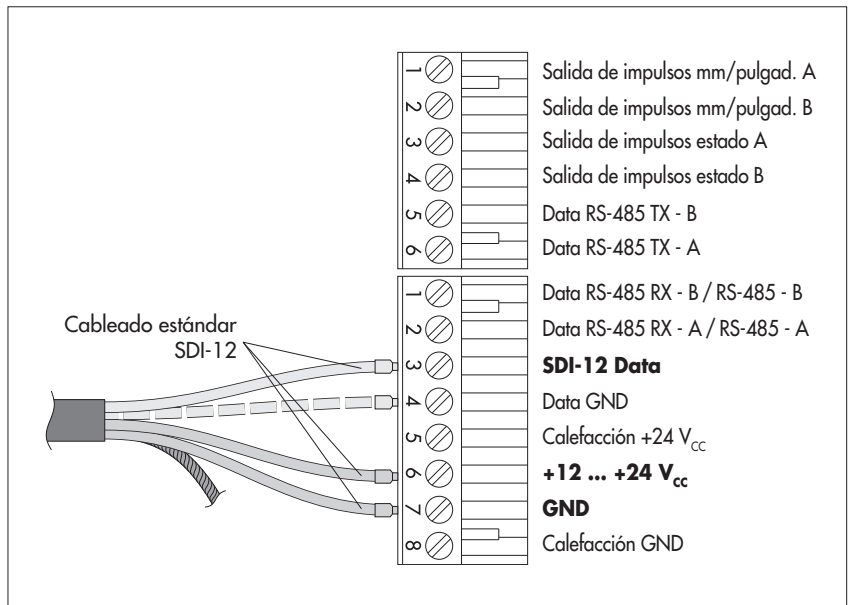 1 Salida de impulsos mm/pulgad. A
2 Salida de impulsos mm/pulgad. B
3 Salida de impulsos estado A
4 Salida de impulsos estado B
5 Data RS-485 TX - B
6 Data RS-485 TX - A
1 Data RS-485 RX - B / RS-485 - B
2 Data RS-485 RX - A / RS-485 - A
Cableado estándar
SDI-12
3 SDI-12 Data
4 Data GND
5 Calefacción +24 Vcc
6 +12 ... +24 Vcc
7 GND
8 Calefacción GND